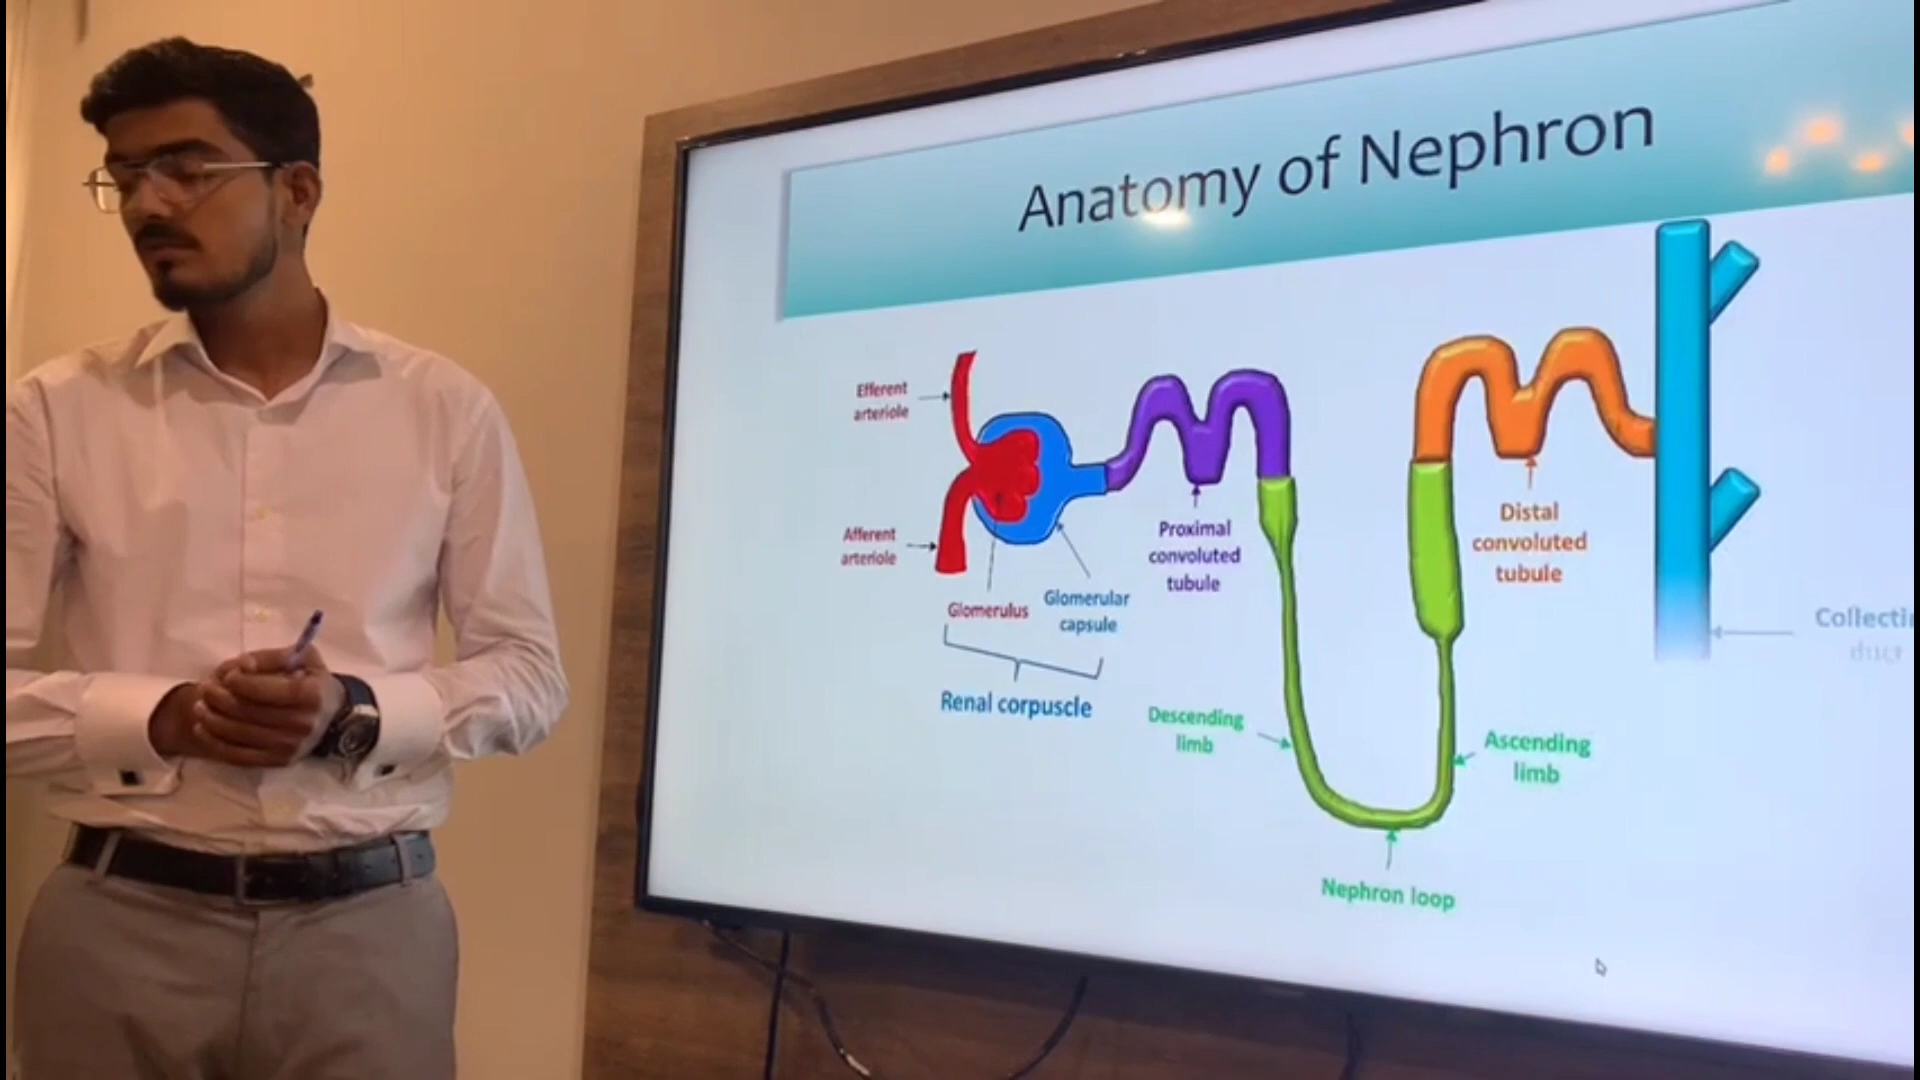 Anatomy of Nephron
Efferent
arteriole
Afferent
arteriole
Glomerulus
Glomerular
capsule
Renal corpuscle
Proximal
convoluted
tubule
Descending
limb
Nephron loop
Ascending
limb
Distal
convoluted
tubule
Collecti
duct